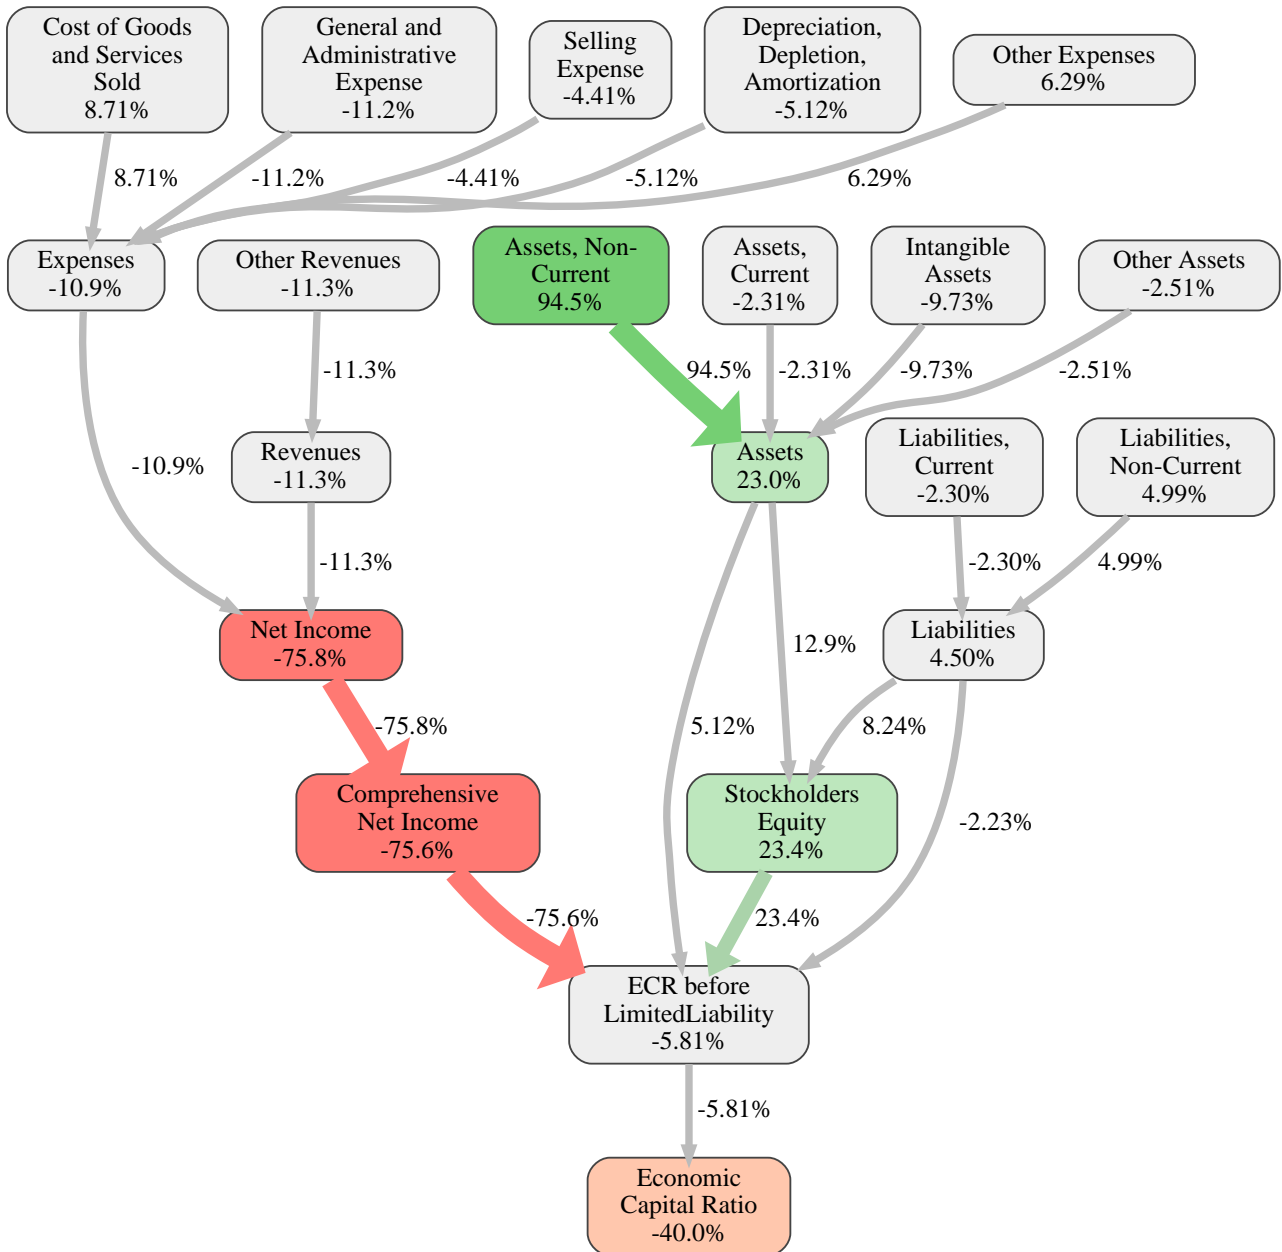 Cost of Goods
and Services
Sold
8.71%
General and
Administrative
Expense
-11.2%
Selling
Expense
-4.41%
Depreciation,
Depletion,
Amortization
-5.12%
Other Expenses
6.29%
8.71%
-11.2%
-4.41%
-5.12%
6.29%
Expenses
-10.9%
Other Revenues
-11.3%
Assets, Non-
Current
94.5%
Assets,
Current
-2.31%
Intangible
Assets
-9.73%
Other Assets
-2.51%
-11.3%
94.5%
-2.31%
-9.73%
-2.51%
-10.9%
Revenues
-11.3%
Assets
23.0%
Liabilities,
Current
-2.30%
Liabilities,
Non-Current
4.99%
-11.3%
-2.30%
4.99%
Net Income
-75.8%
12.9%
Liabilities
4.50%
-75.8%
5.12%
8.24%
Comprehensive
Net Income
-75.6%
Stockholders
Equity
23.4%
-2.23%
-75.6%
23.4%
ECR before
LimitedLiability
-5.81%
-5.81%
Economic
Capital Ratio
-40.0%